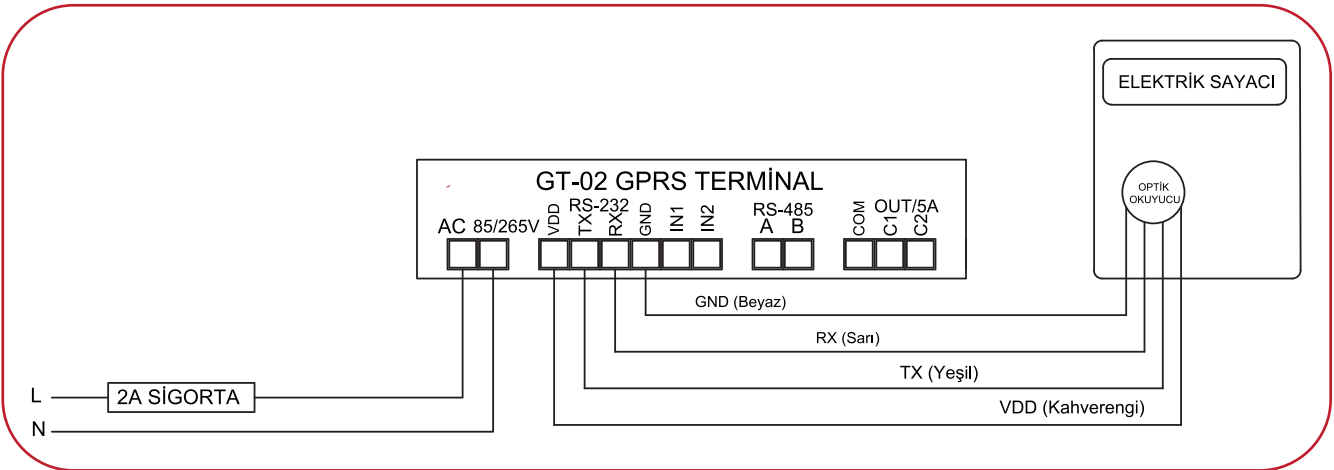 ELEKTRİK SAYACI
OPTİK
OKUYUCU
GT-02 GPRS TERMİNAL
AC 85/265V
RS-232
VDD TX RX GND IN1 IN2
RS-485
A B
OUT/5A
COM C1 C2
GND (Beyaz)
RX (Sarı)
TX (Yeşil)
VDD (Kahverengi)
L
2A SİGORTA
N